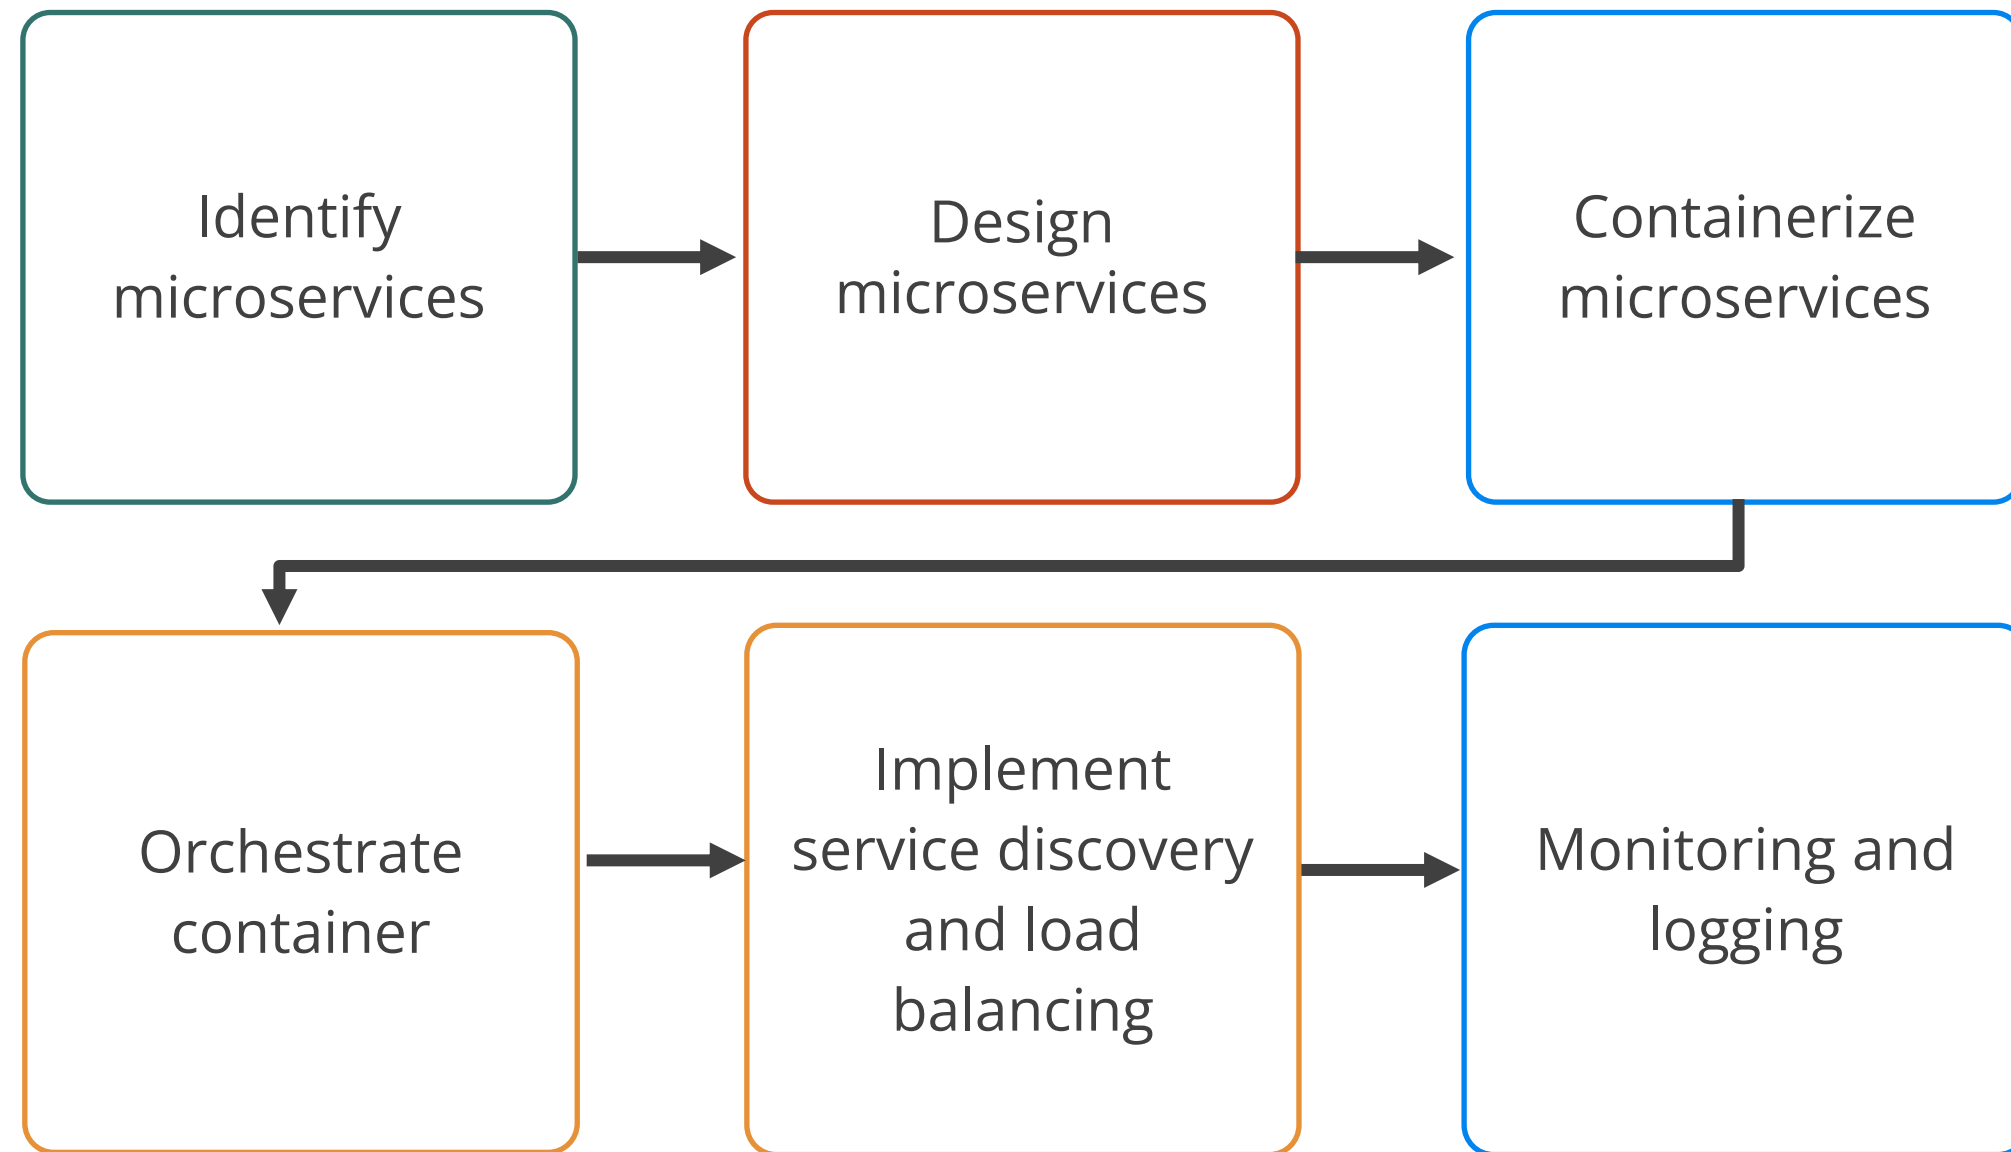 Identify
microservices
Design
microservices
Containerize
microservices
Orchestrate
container
Implement
service discovery
and load
balancing
Monitoring and
logging